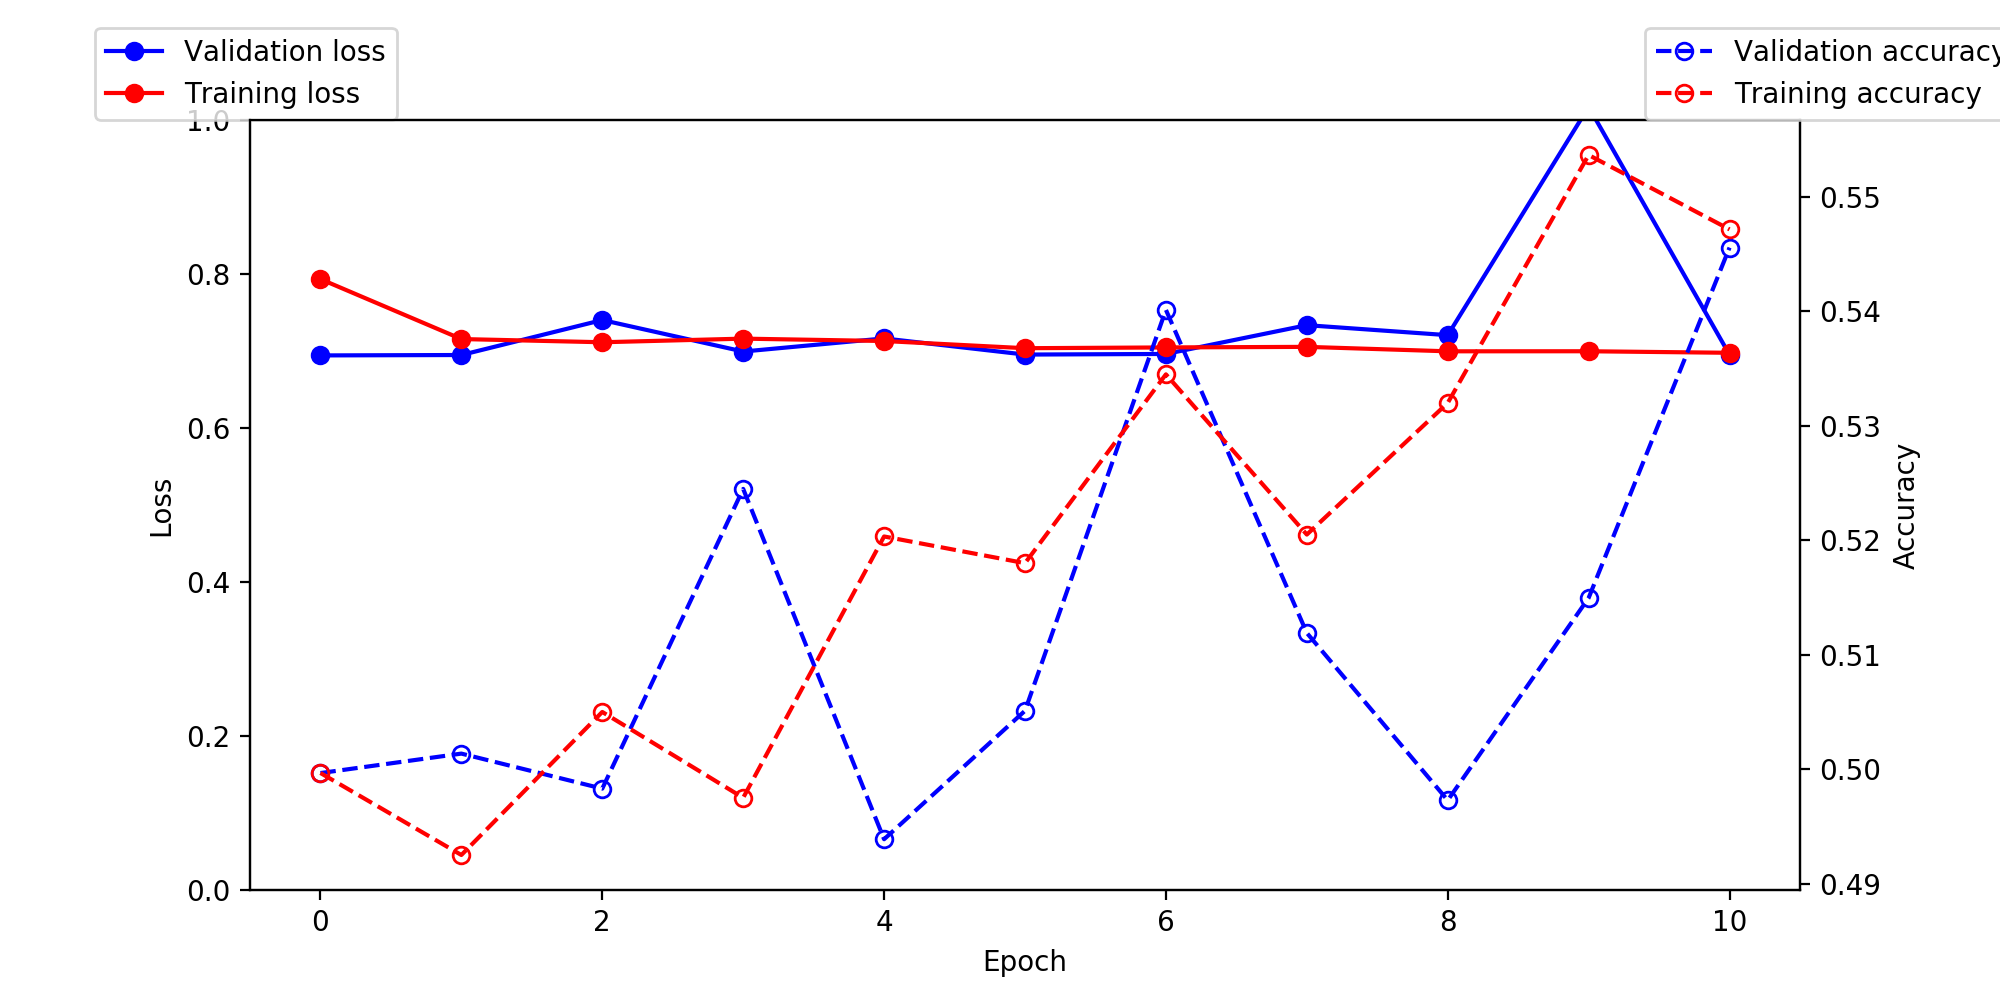 Validation loss
Training loss
Validation accuracy
Training accuracy
1.0
0.8
0.6
0.4
0.2
0.0
Loss
0.55
0.54
0.53
0.52
0.51
0.50
0.49
Accuracy
0 2 4 6 8 10
Epoch